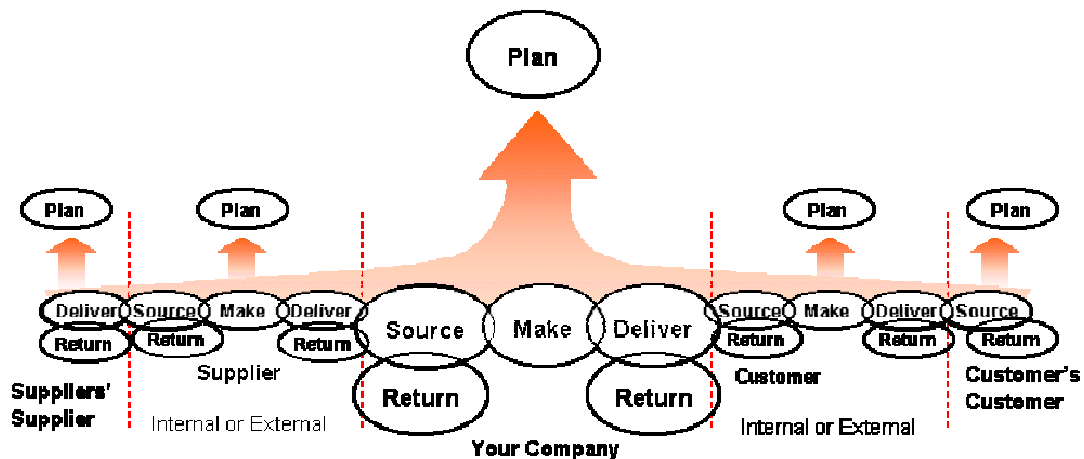 Plan
Plan
Plan
Plan
Plan
Deliver
Source
Make
Deliver
Source
Make
Deliver
Source
Make
Deliver
Source
Return
Return
Return
Return
Return
Return
Return
Return
Suppliers'
Supplier
Supplier
Internal or External
Your Company
Customer
Internal or External
Customer's
Customer